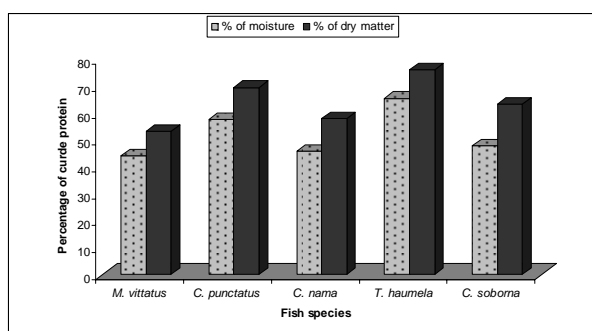 % of moisture % of dry matter
80
70
60
50
40
30
20
10
0
Percentage of curde protein
M. vittatus C. punctatus C. nama T. haumela C. soborna
Fish species